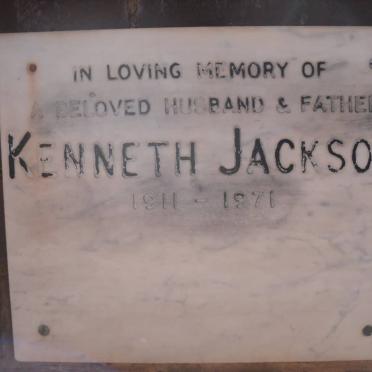 IN LOVING MEMORY OF
A BELOVED HUSBAND & FATHE
KENNETH JACKSO
1911 - 1971